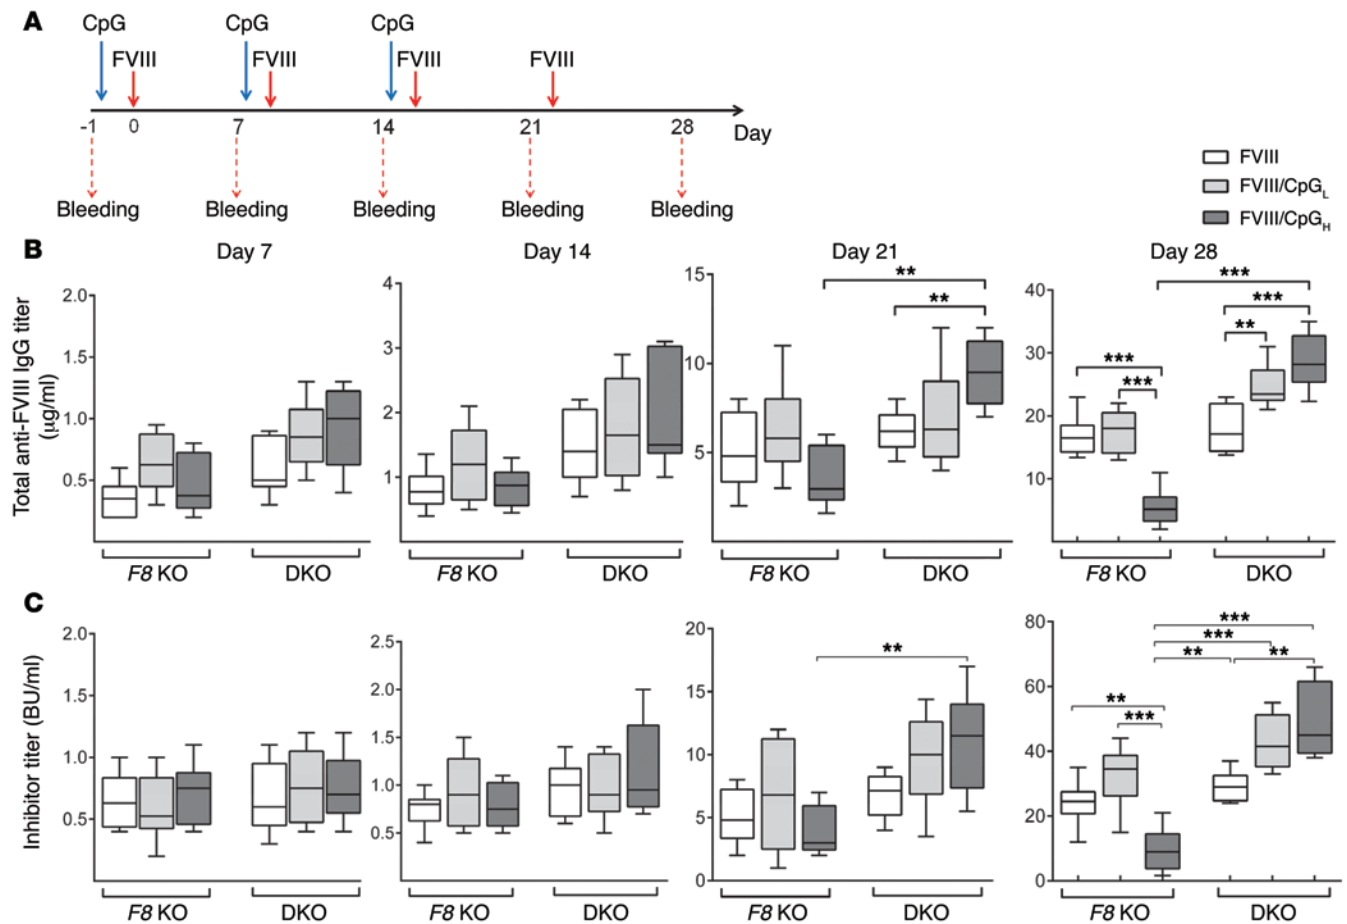 A
CpG CpG CpG
FVIII FVIII FVIII FVIII
-1 0 7 14 21 28 Day
Bleeding Bleeding Bleeding Bleeding Bleeding
FVIII
FVIII/CpGL
FVIII/CpGH
B
Day 7 Day 14 Day 21 Day 28
Total anti-FVIII IgG titer
(µg/ml)
2.0
1.5
1.0
0.5
F8 KO DKO
4
3
2
1
F8 KO DKO
15
10
5
** **
F8 KO DKO
40
30
20
10
***
***
**
***
***
F8 KO DKO
C
Inhibitor titer (BU/ml)
2.0
1.5
1.0
0.5
F8 KO DKO
2.5
2.0
1.5
1.0
0.5
F8 KO DKO
20
15
10
5
0
**
F8 KO DKO
80
60
40
20
0
***
***
** **
**
***
F8 KO DKO